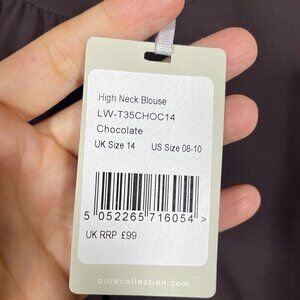 High Neck Blouse
LW-T35CHOC14
Chocolate
UK Size 14 US Size 08-10
5 052265 716054 >
UK RRP £99
purecollection.com